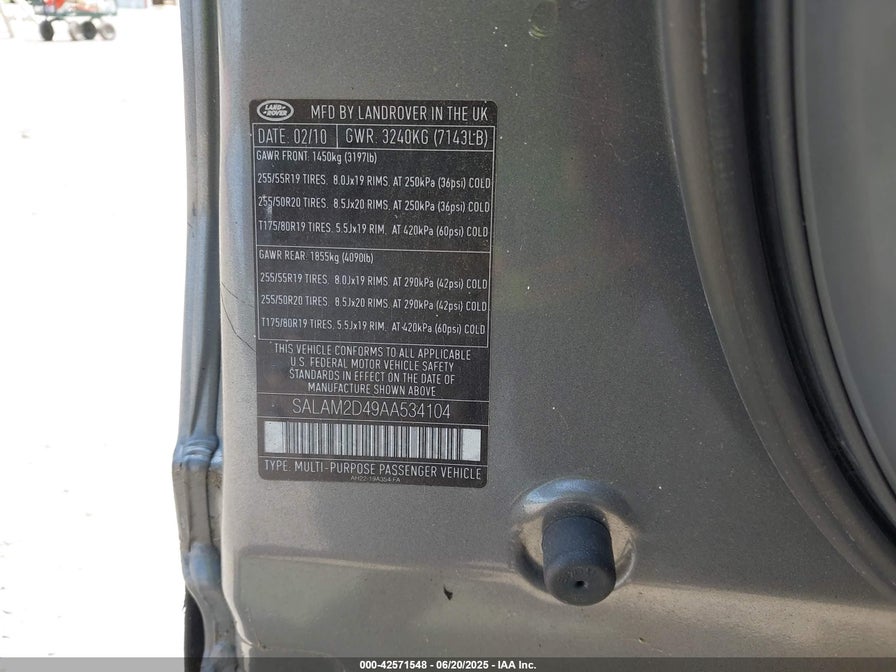 LAND
ROVER
MFD BY LANDROVER IN THE UK
DATE: 02/10 GWR: 3240KG (7143LB)
GAWR FRONT: 1450kg (3197lb)
255/55R19 TIRES. 8.0Jx19 RIMS. AT 250kPa (36psi) COLD
255/50R20 TIRES. 8.5Jx20 RIMS. AT 250kPa (36psi) COLD
T175/80R19 TIRES. 5.5Jx19 RIM. AT 420kPa (60psi) COLD
GAWR REAR: 1855kg (4090lb)
255/55R19 TIRES. 8.0Jx19 RIMS. AT 290kPa (42psi) COLD
255/50R20 TIRES. 8.5Jx20 RIMS. AT 290kPa (42psi) COLD
T175/80R19 TIRES. 5.5Jx19 RIM. AT 420kPa (60psi) COLD
THIS VEHICLE CONFORMS TO ALL APPLICABLE
U.S. FEDERAL MOTOR VEHICLE SAFETY
STANDARDS IN EFFECT ON THE DATE OF
MANUFACTURE SHOWN ABOVE
SALAM2D49AA534104
TYPE: MULTI-PURPOSE PASSENGER VEHICLE
AH22-19A354-FA
000-42571548 - 06/20/2025 - IAA Inc.